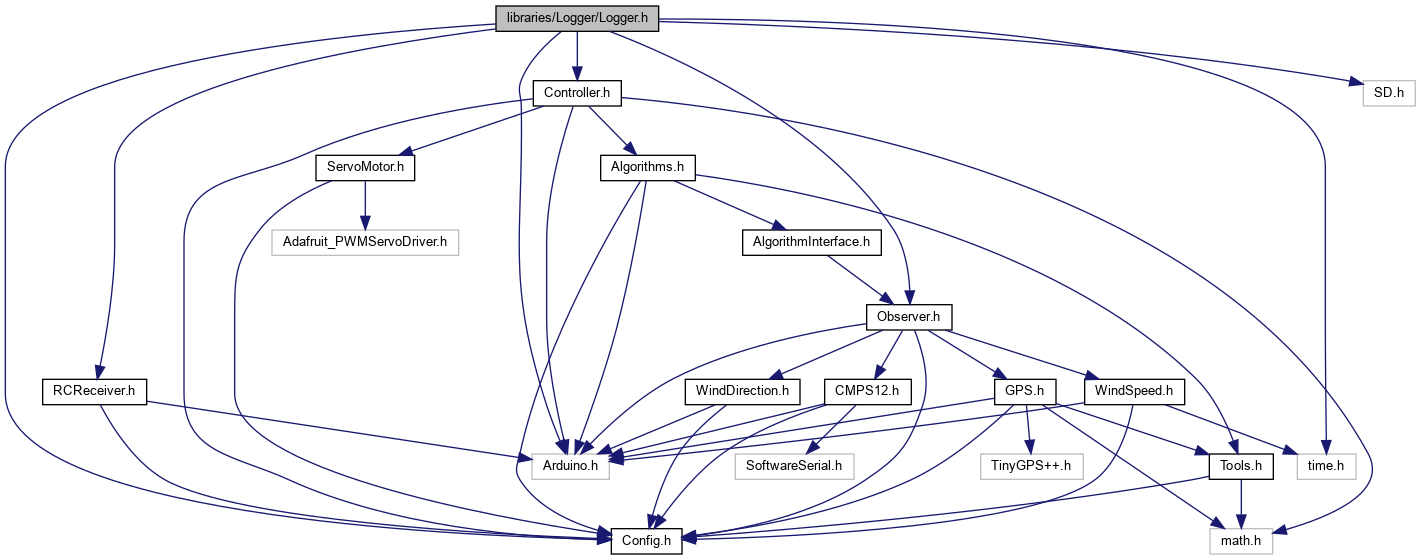 libraries/Logger/Logger.h
Controller.h
SD.h
ServoMotor.h
Algorithms.h
Adafruit_PWMServoDriver.h
AlgorithmInterface.h
Observer.h
RCReceiver.h
WindDirection.h
CMPS12.h
GPS.h
WindSpeed.h
Arduino.h
SoftwareSerial.h
TinyGPS++.h
Tools.h
time.h
Config.h
math.h